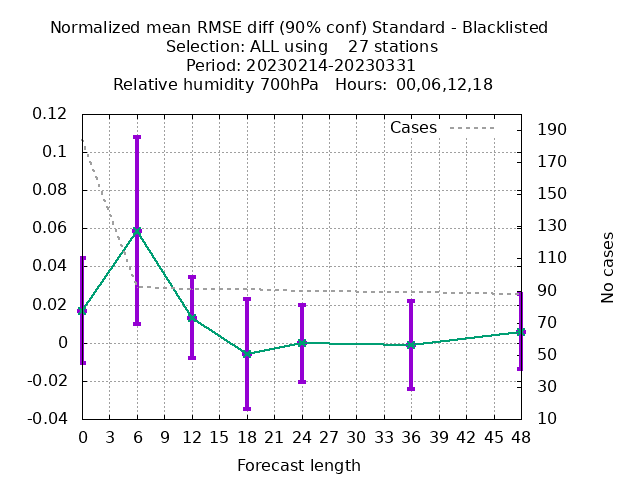 Normalized mean RMSE diff (90% conf) Standard - Blacklisted
Selection: ALL using    27 stations
Period: 20230214-20230331
Relative humidity 700hPa   Hours:  00,06,12,18
Cases
0.12
0.1
0.08
0.06
0.04
0.02
0
-0.02
-0.04
190
170
150
130
110
90
70
50
30
10
No cases
0 3 6 9 12 15 18 21 24 27 30 33 36 39 42 45 48
Forecast length